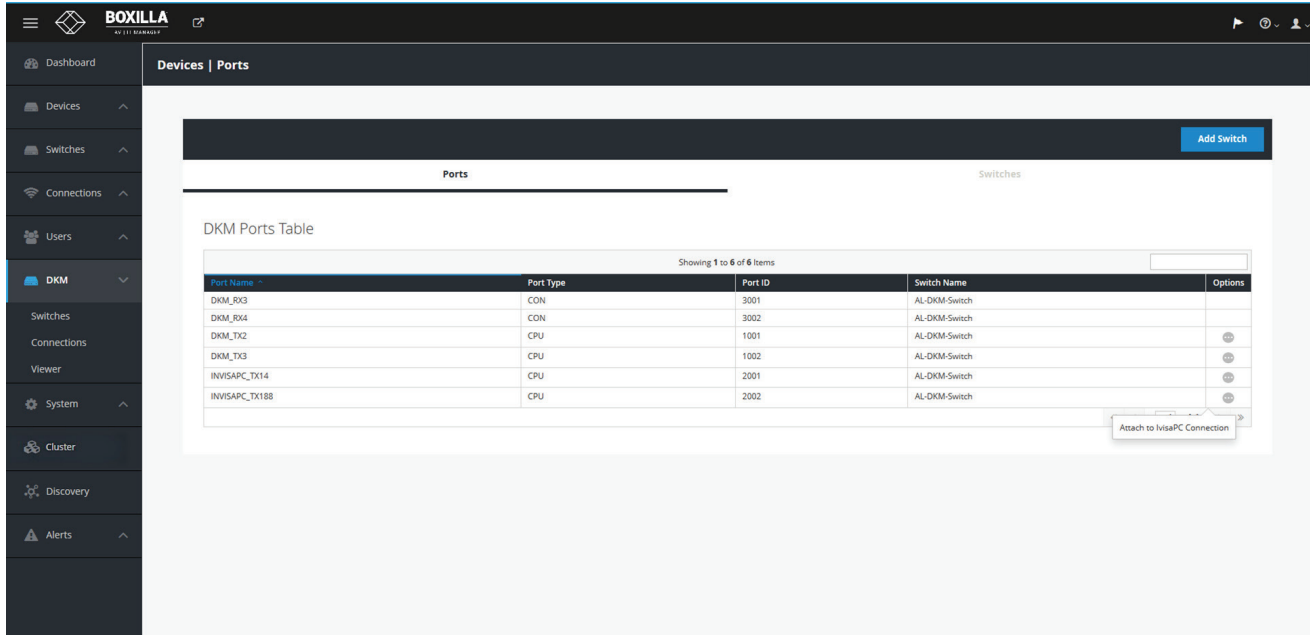 BOXILLA
Dashboard
Devices | Ports
Devices
Add Switch
Switches
Ports
Switches
Connections
Users
DKM Ports Table
Showing 1 to 6 of 6 Items
DKM
Port Name Port Type Port ID Switch Name Options
DKM_RX3 CON 3001 AL-DKM-Switch
DKM_RX4 CON 3002 AL-DKM-Switch
DKM_TX2 CPU 1001 AL-DKM-Switch
DKM_TX3 CPU 1002 AL-DKM-Switch
INVISAPC_TX14 CPU 2001 AL-DKM-Switch
INVISAPC_TX188 CPU 2002 AL-DKM-Switch
Attach to IvisaPC Connection
Switches
Connections
Viewer
System
Cluster
Discovery
Alerts